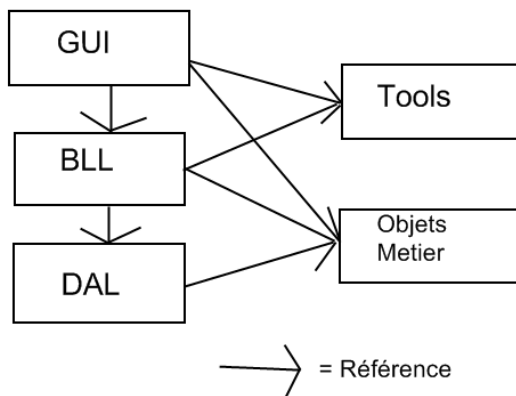 GUI
Tools
BLL
Objets
Metier
DAL
= Référence